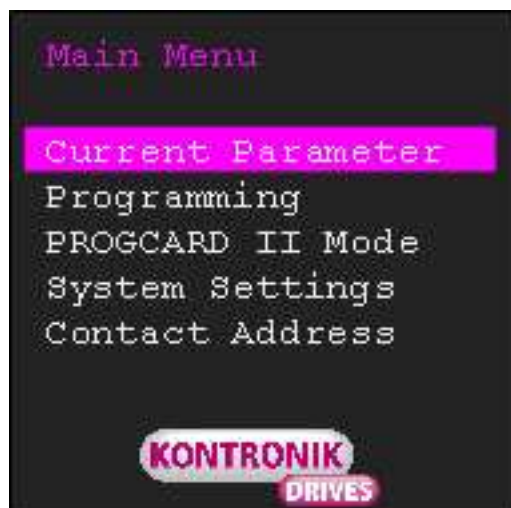 Main Menu
Current Parameter
Programming
PROGCARD II Mode
System Settings
Contact Address
KONTRONIK
DRIVES